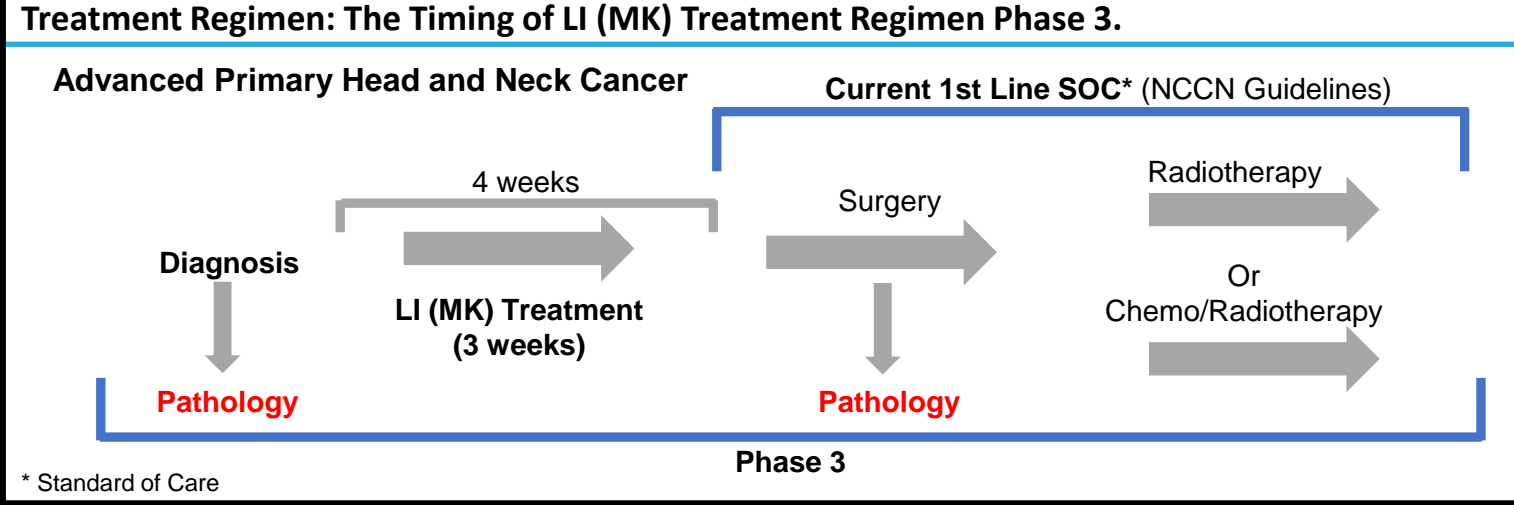 Treatment Regimen: The Timing of LI (MK) Treatment Regimen Phase 3.
Advanced Primary Head and Neck Cancer
Current 1st Line SOC* (NCCN Guidelines)
4 weeks
Surgery
Radiotherapy
Diagnosis
LI (MK) Treatment
(3 weeks)
Or
Chemo/Radiotherapy
Pathology
Pathology
Phase 3
* Standard of Care